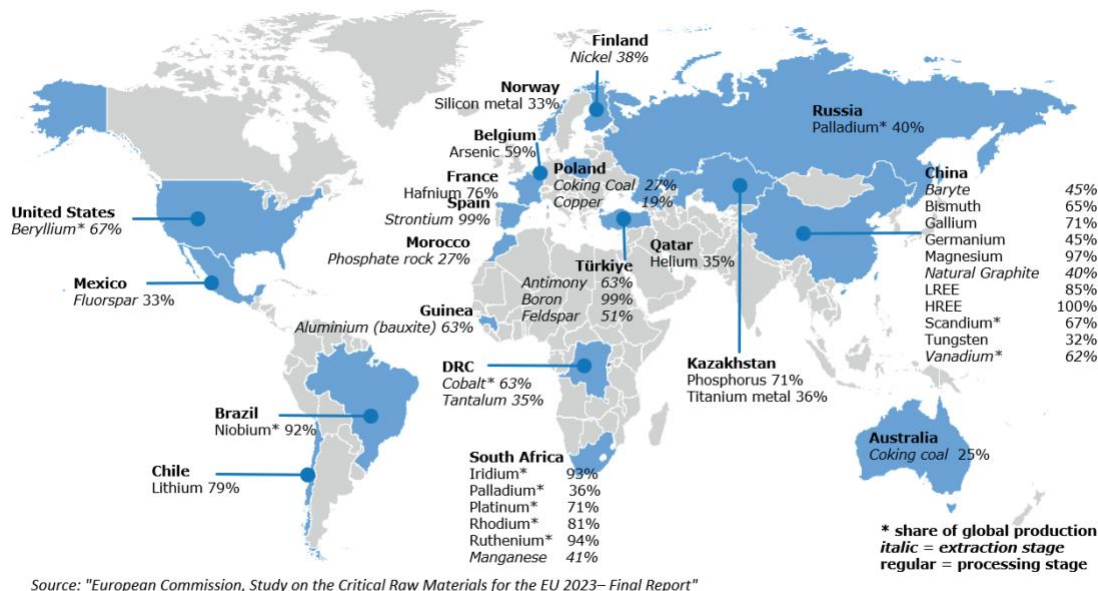 Finland
Nickel 38%
Norway
Silicon metal 33%
Belgium
Arsenic 59%
France
Hafnium 76%
Spain
Strontium 99%
Morocco
Phosphate rock 27%
Poland
Coking Coal 27%
Copper 19%
Russia
Palladium* 40%
United States
Beryllium* 67%
Mexico
Fluorspar 33%
Guinea
Aluminium (bauxite) 63%
Türkiye
Antimony 63%
Boron 99%
Feldspar 51%
Qatar
Helium 35%
China
Baryte 45%
Bismuth 65%
Gallium 71%
Germanium 45%
Magnesium 97%
Natural Graphite 40%
LREE 85%
HREE 100%
Scandium* 67%
Tungsten 32%
Vanadium* 62%
DRC
Cobalt* 63%
Tantalum 35%
Kazakhstan
Phosphorus 71%
Titanium metal 36%
Brazil
Niobium* 92%
Chile
Lithium 79%
South Africa
Iridium* 93%
Palladium* 36%
Platinum* 71%
Rhodium* 81%
Ruthenium* 94%
Manganese 41%
Australia
Coking coal 25%
* share of global production
italic = extraction stage
regular = processing stage
Source: "European Commission, Study on the Critical Raw Materials for the EU 2023– Final Report"